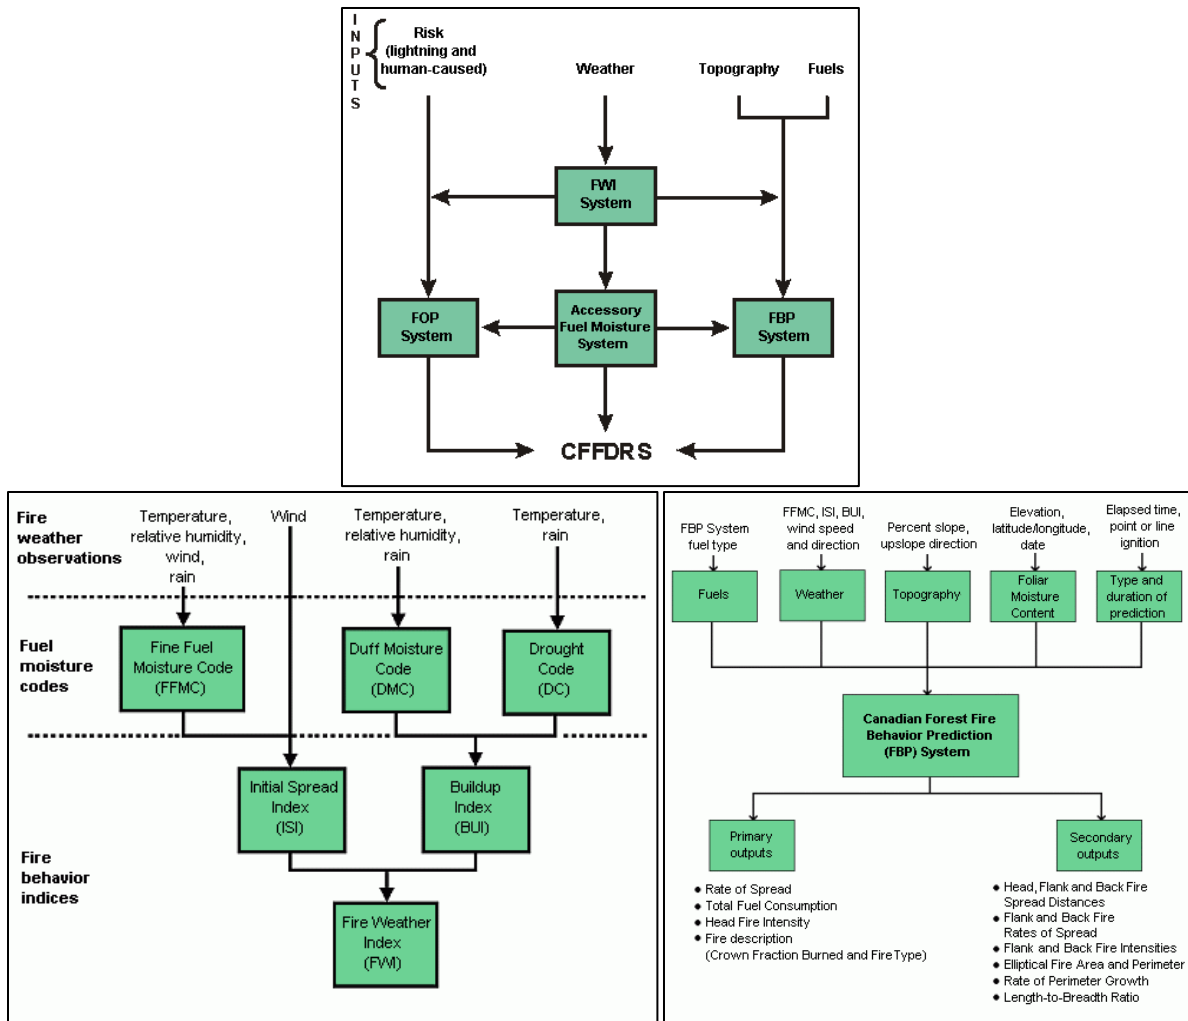 INPUTS
Risk
(lightning and
human-caused)
Weather
Topography
Fuels
FWI
System
FOP
System
Accessory
Fuel Moisture
System
FBP
System
CFFDRS
Fire
weather
observations
Temperature,
relative humidity,
wind,
rain
Wind
Temperature,
relative humidity,
rain
Temperature,
rain
Fuel
moisture
codes
Fine Fuel
Moisture Code
(FFMC)
Duff Moisture
Code
(DMC)
Drought
Code
(DC)
Initial Spread
Index
(ISI)
Buildup
Index
(BUI)
Fire
behavior
indices
Fire Weather
Index
(FWI)
FBP System
fuel type
FFMC, ISI, BUI,
wind speed
and direction
Percent slope,
upslope direction
Elevation,
latitude/longitude,
date
Elapsed time,
point or line
ignition
Fuels
Weather
Topography
Foliar
Moisture
Content
Type and
duration of
prediction
Canadian Forest Fire
Behavior Prediction
(FBP) System
Primary
outputs
Secondary
outputs
● Rate of Spread
● Total Fuel Consumption
● Head Fire Intensity
● Fire description
(Crown Fraction Burned and Fire Type)
● Head, Flank and Back Fire
Spread Distances
● Flank and Back Fire
Rates of Spread
● Flank and Back Fire Intensities
● Elliptical Fire Area and Perimeter
● Rate of Perimeter Growth
● Length-to-Breadth Ratio